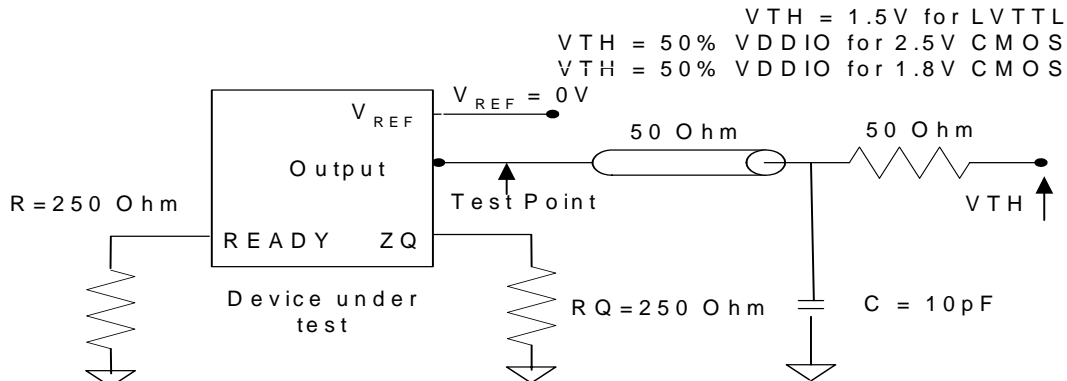 VTH = 1.5V for LVTTL
VTH = 50% VDDIO for 2.5V CMOS
VTH = 50% VDDIO for 1.8V CMOS
VREF = 0V
VREF
50 Ohm
50 Ohm
Output
R=250 Ohm
Test Point
VTH
READY
ZQ
Device under
test
RQ=250 Ohm
C = 10pF